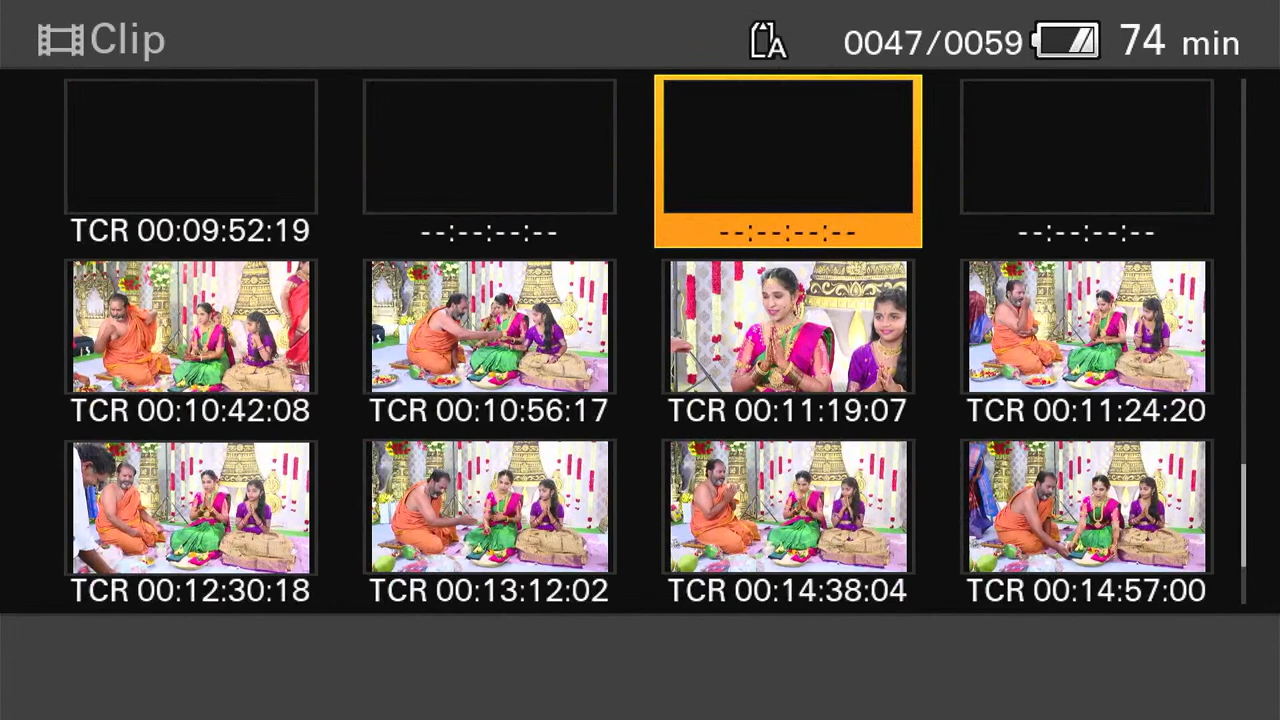 Clip A 0047/0059 74 min
TCR 00:09:52:19 --:--:--:-- --:--:--:-- --:--:--:--
TCR 00:10:42:08 TCR 00:10:56:17 TCR 00:11:19:07 TCR 00:11:24:20
TCR 00:12:30:18 TCR 00:13:12:02 TCR 00:14:38:04 TCR 00:14:57:00